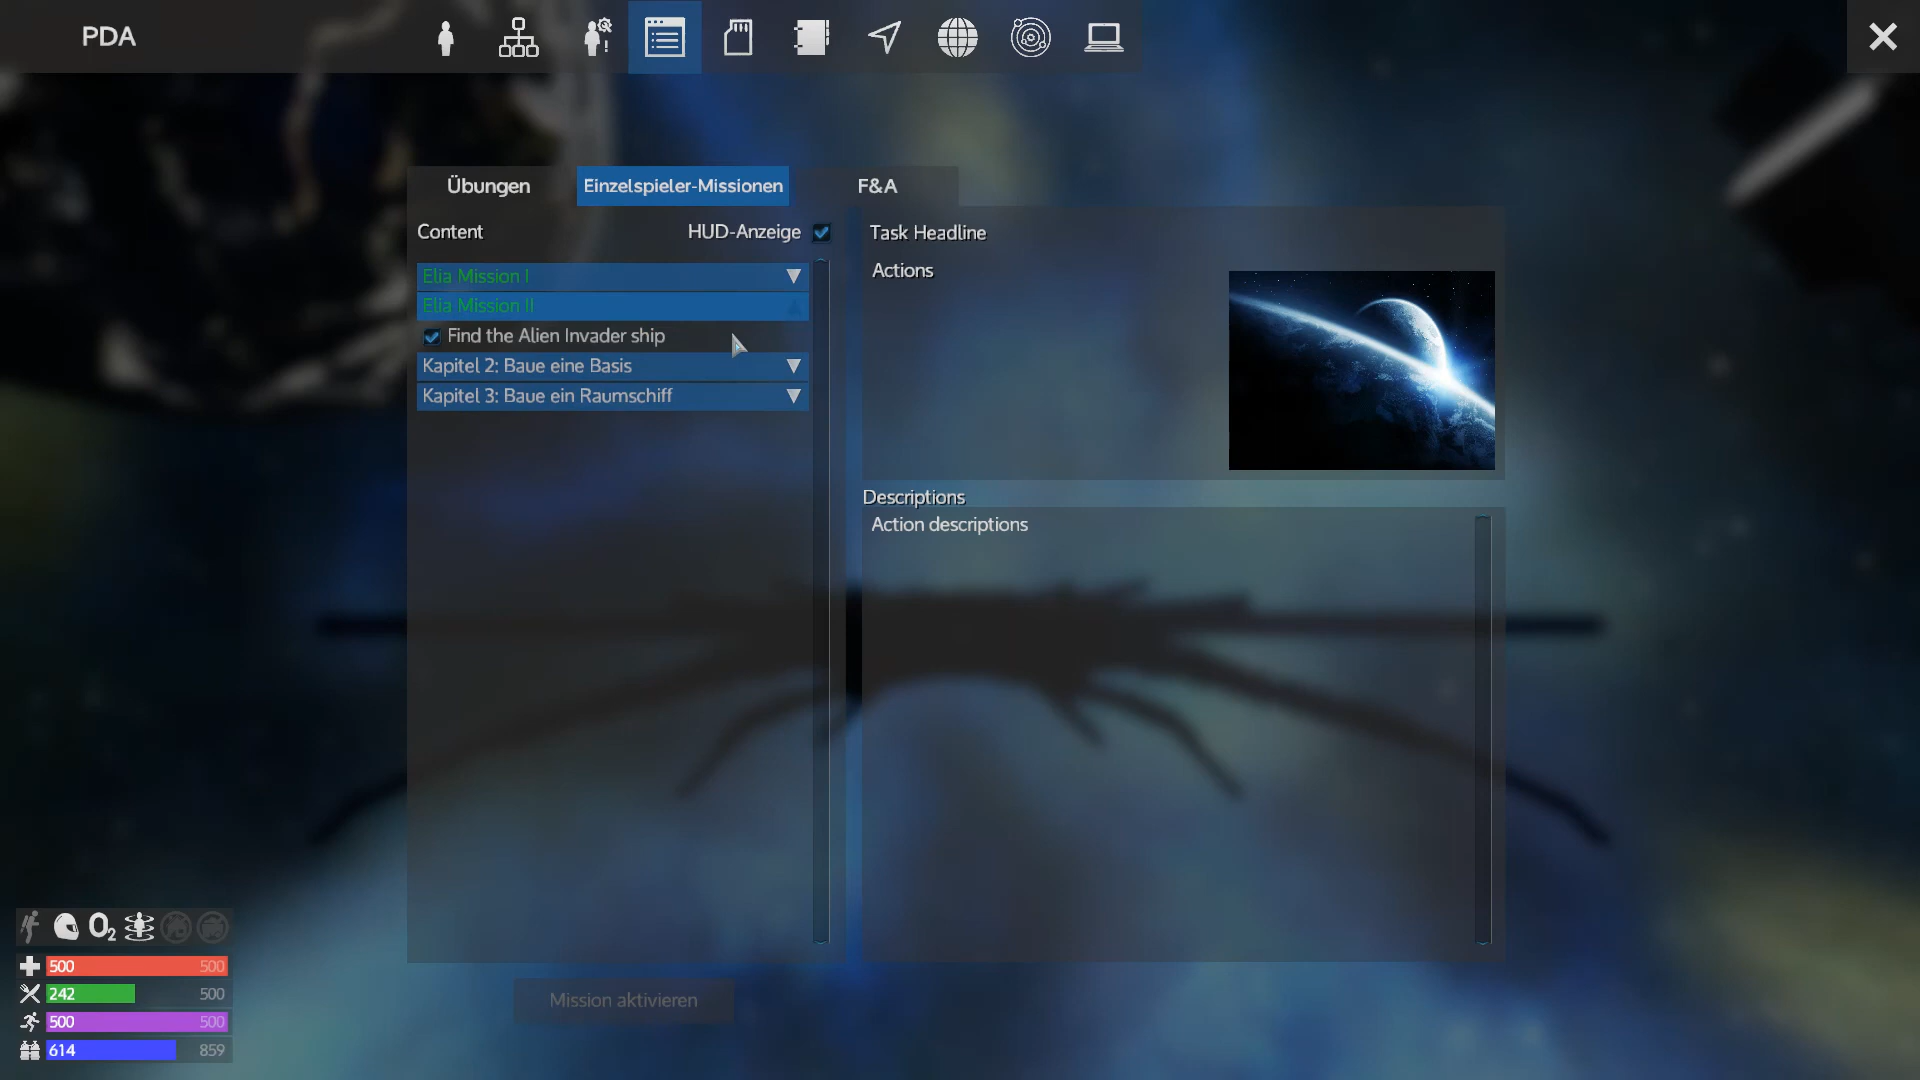 PDA
Übungen
Einzelspieler-Missionen
F&A
Content
HUD-Anzeige
Elia Mission I
Elia Mission II
Find the Alien Invader ship
Kapitel 2: Baue eine Basis
Kapitel 3: Baue ein Raumschiff
Task Headline
Actions
Descriptions
Action descriptions
Mission aktivieren
O2
500 500
242 500
500 500
614 859